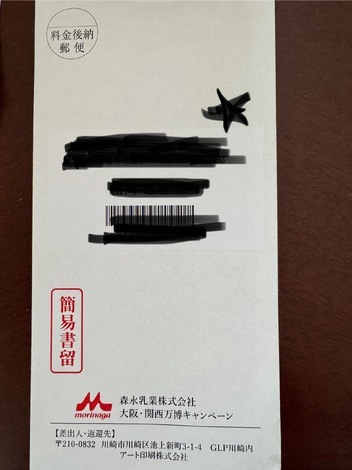 料金後納
郵便
簡易書留
morinaga
森永乳業株式会社
大阪・関西万博キャンペーン
【差出人・返還先】
〒210-0832 川崎市川崎区池上新町3-1-4 GLP川崎内
アート印刷株式会社